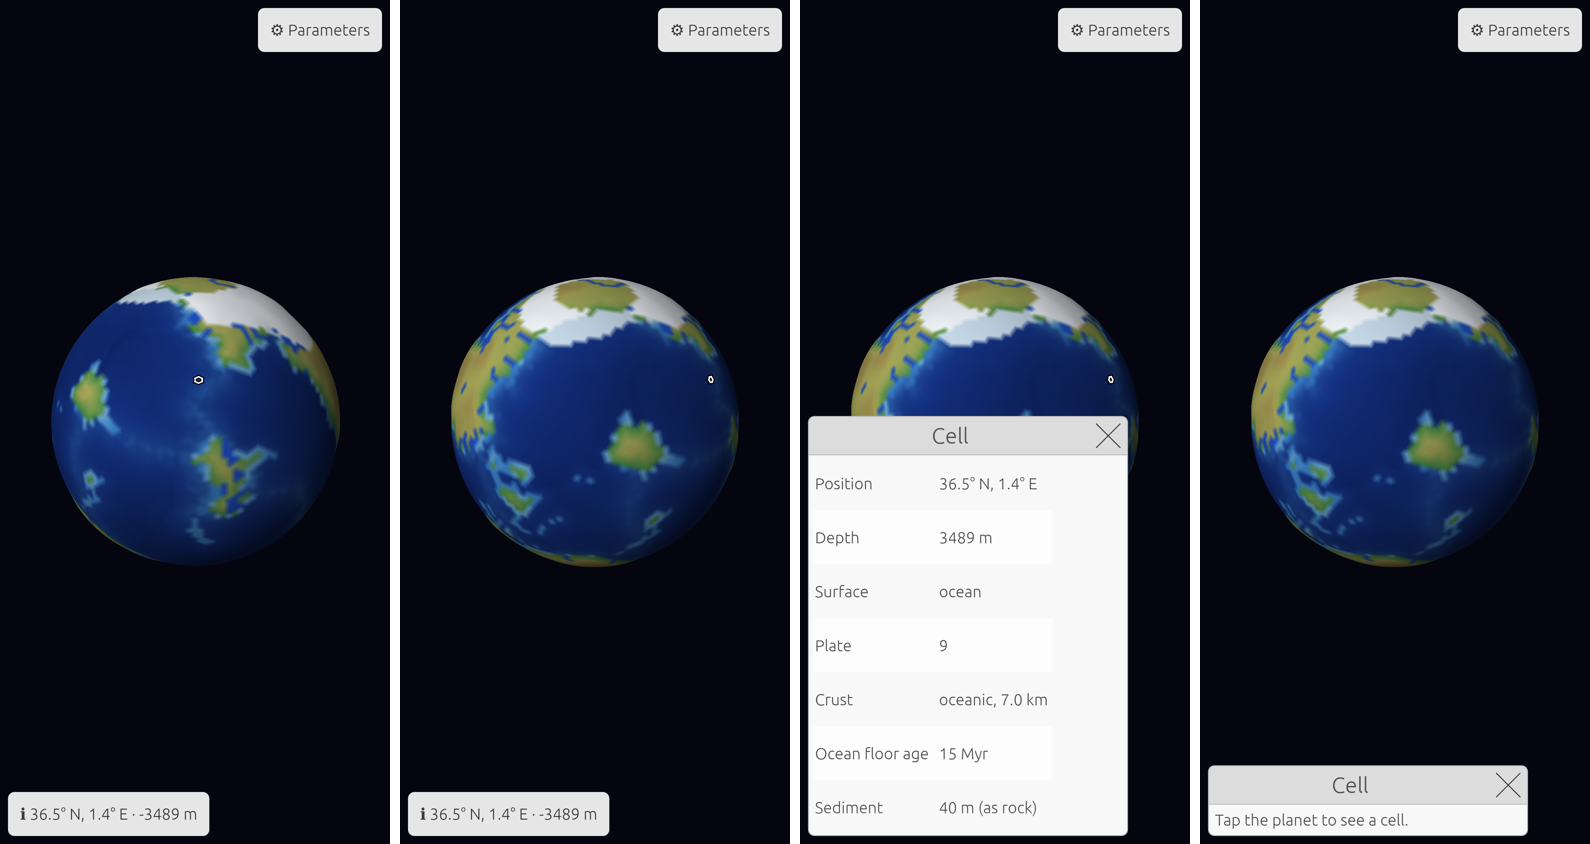 ⚙ Parameters
ℹ 36.5° N, 1.4° E · -3489 m
⚙ Parameters
ℹ 36.5° N, 1.4° E · -3489 m
⚙ Parameters
Cell
Position 36.5° N, 1.4° E
Depth 3489 m
Surface ocean
Plate 9
Crust oceanic, 7.0 km
Ocean floor age 15 Myr
Sediment 40 m (as rock)
⚙ Parameters
Cell
Tap the planet to see a cell.